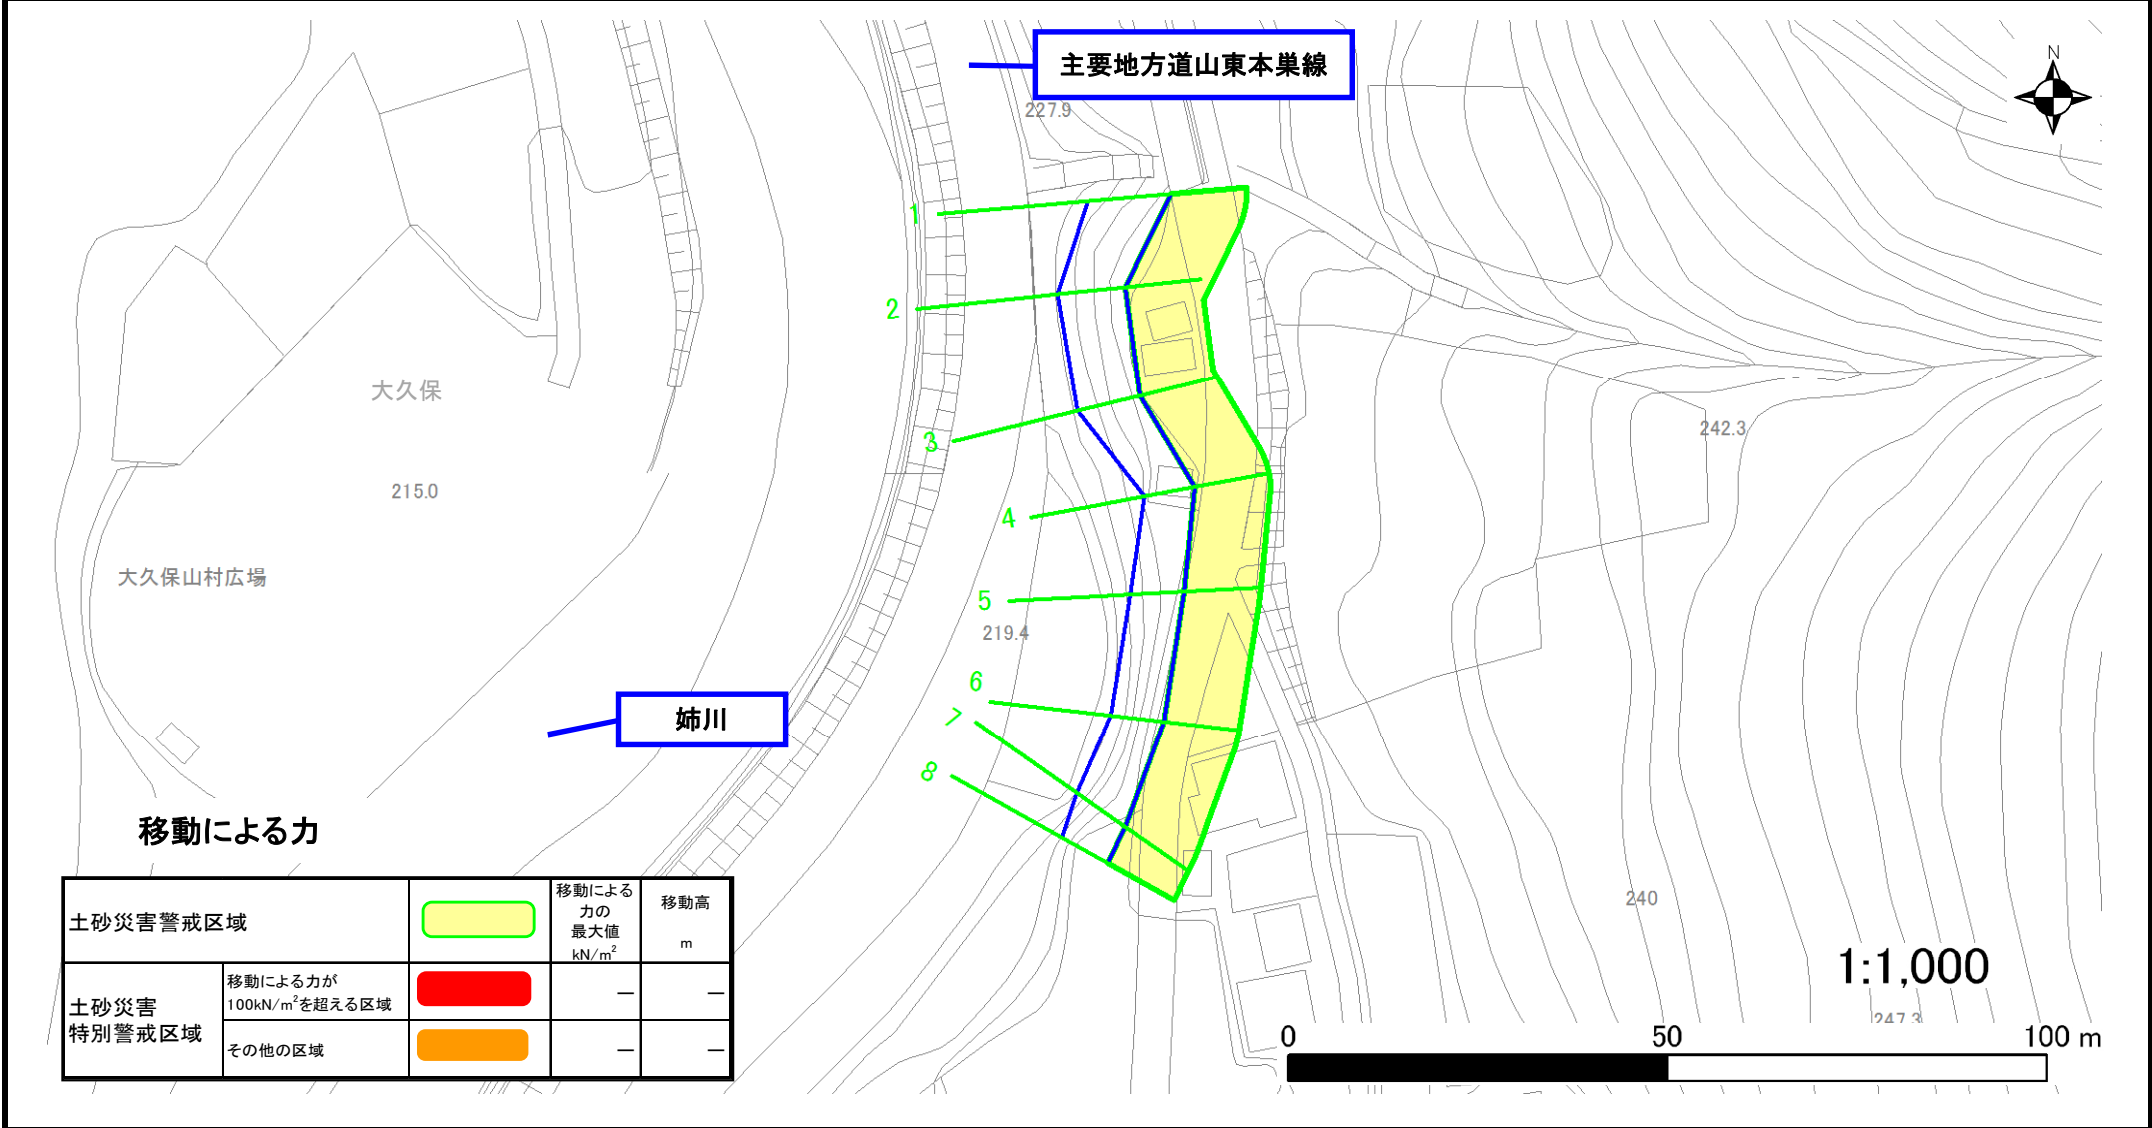 主要地方道山東本巣線
N
227.9
1
2
大久保
3
242.3
215.0
4
大久保山村広場
5
219.4
6
7
姉川
8
移動による力
土砂災害警戒区域
移動による
力の
最大値
kN/m²
移動高
m
土砂災害
特別警戒区域
移動による力が
100kN/m²を超える区域
—
—
その他の区域
—
—
240
1:1,000
247.3
0
50
100 m